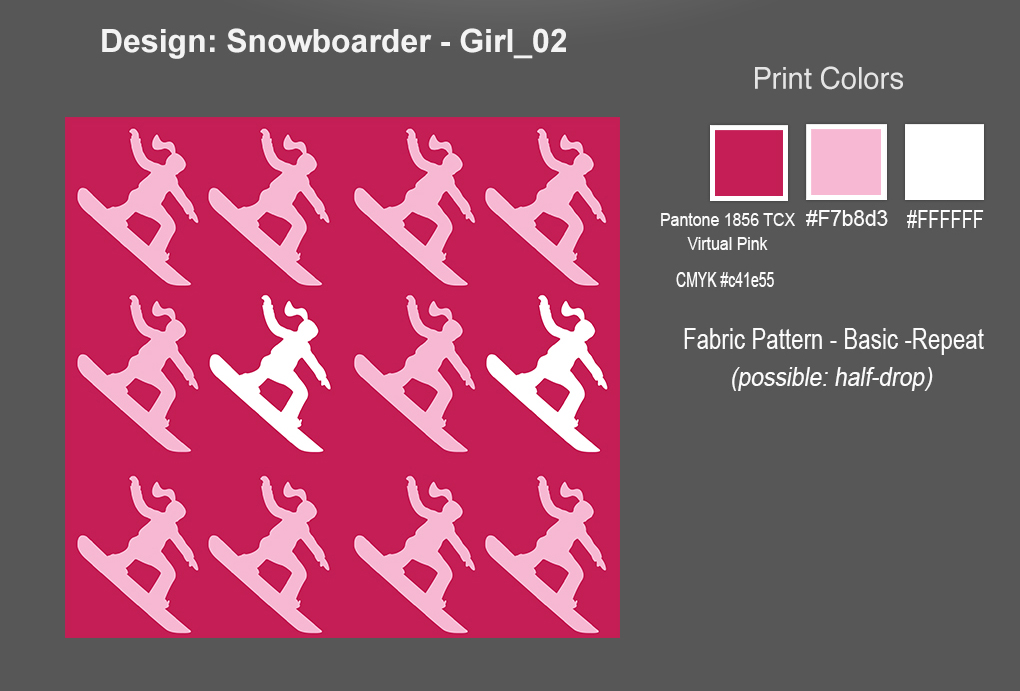 Design: Snowboarder - Girl_02
Print Colors
Pantone 1856 TCX
Virtual Pink
CMYK #c41e55
#F7b8d3
#FFFFFF
Fabric Pattern - Basic -Repeat
(possible: half-drop)